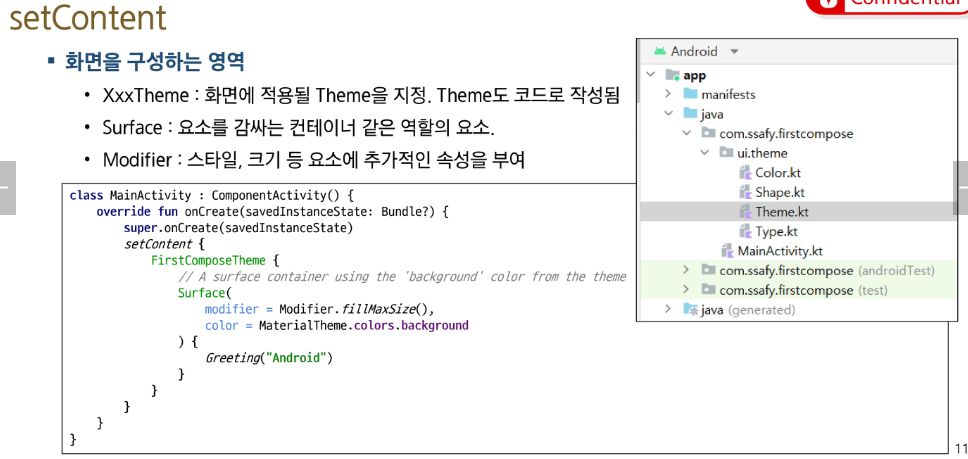 setContent
Confidential
▪ 화면을 구성하는 영역
• XxxTheme : 화면에 적용될 Theme을 지정. Theme도 코드로 작성됨
• Surface : 요소를 감싸는 컨테이너 같은 역할의 요소.
• Modifier : 스타일, 크기 등 요소에 추가적인 속성을 부여
class MainActivity : ComponentActivity() {
    override fun onCreate(savedInstanceState: Bundle?) {
        super.onCreate(savedInstanceState)
        setContent {
            FirstComposeTheme {
                // A surface container using the 'background' color from the theme
                Surface(
                    modifier = Modifier.fillMaxSize(),
                    color = MaterialTheme.colors.background
                ) {
                    Greeting("Android")
                }
            }
        }
    }
}
Android
app
manifests
java
com.ssafy.firstcompose
ui.theme
Color.kt
Shape.kt
Theme.kt
Type.kt
MainActivity.kt
com.ssafy.firstcompose (androidTest)
com.ssafy.firstcompose (test)
java (generated)
11